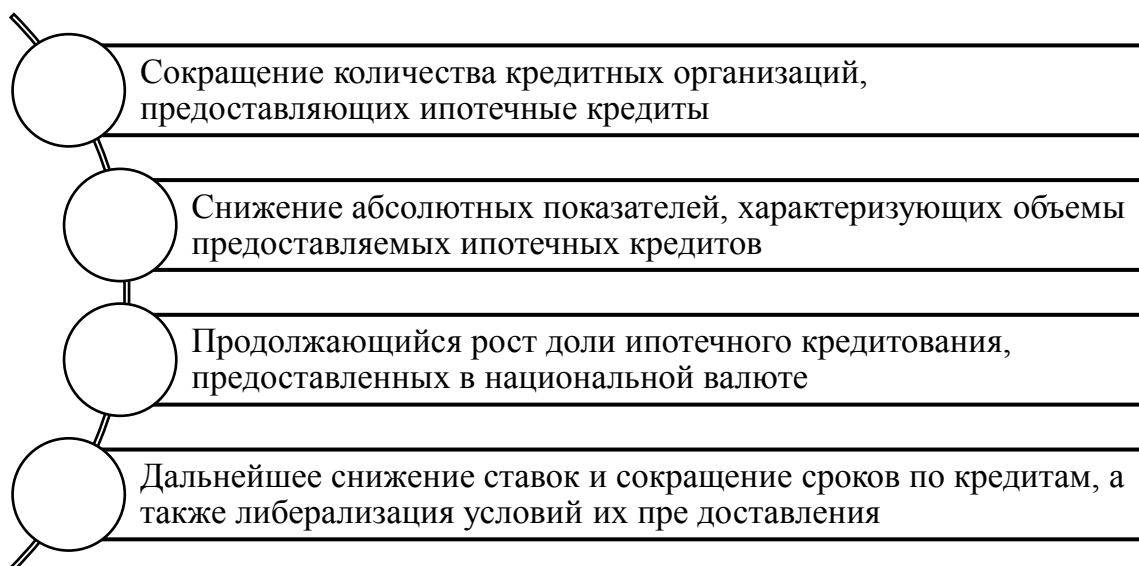 Сокращение количества кредитных организаций,
предоставляющих ипотечные кредиты
Снижение абсолютных показателей, характеризующих объемы
предоставляемых ипотечных кредитов
Продолжающийся рост доли ипотечного кредитования,
предоставленных в национальной валюте
Дальнейшее снижение ставок и сокращение сроков по кредитам, а
также либерализация условий их пре доставления